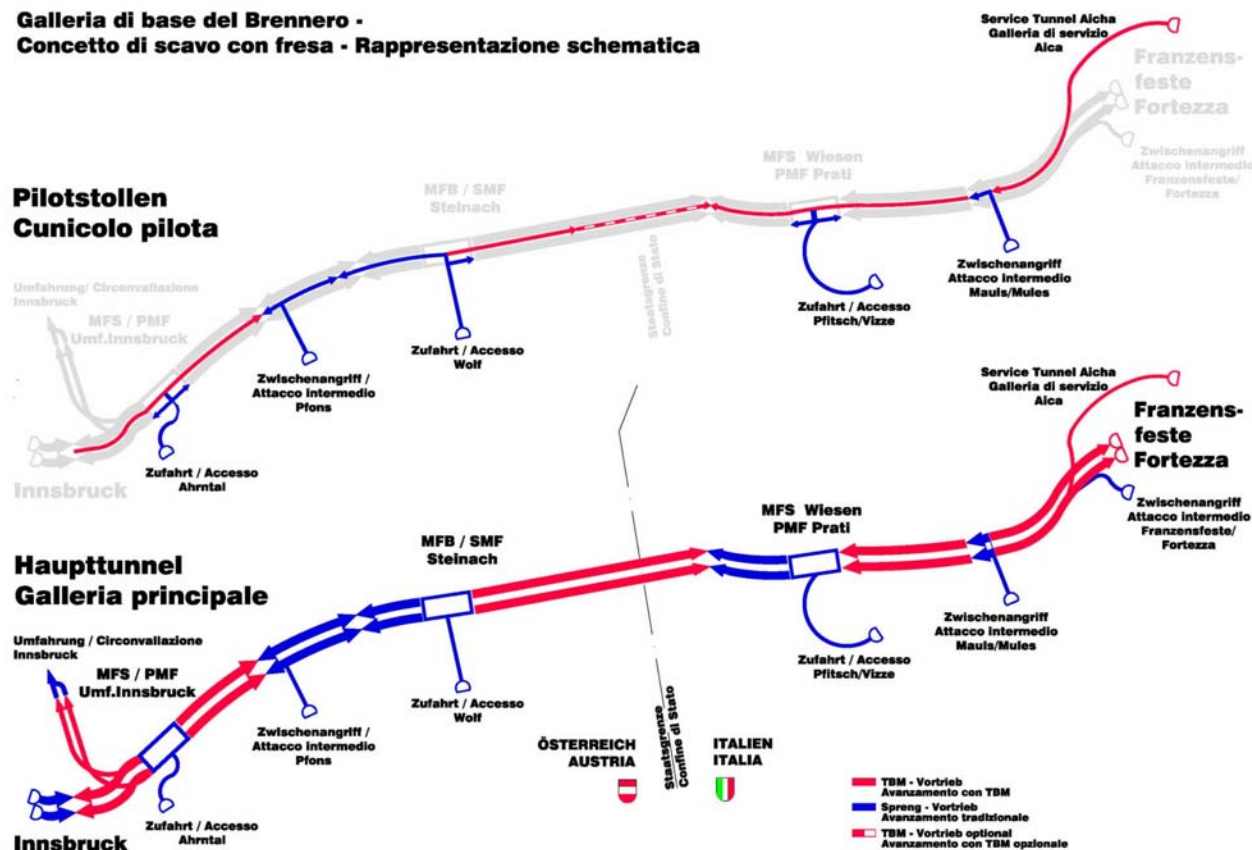 Galleria di base del Brennero -
Concetto di scavo con fresa - Rappresentazione schematica
Service Tunnel Aicha
Galleria di servizio
Aica
Franzens-
feste
Fortezza
Zwischenangriff
Attacco intermedio
Franzensfeste/
Fortezza
MFS Wiesen
PMF Prati
MFB / SMF
Steinach
Pilotstollen
Cunicolo pilota
Zwischenangriff
Attacco intermedio
Mauls/Mules
Umfahrung/ Circonvallazione
Innsbruck
MFS / PMF
Umf.Innsbruck
Staatsgrenze
Confine di Stato
Zufahrt / Accesso
Pfitsch/Vizze
Zufahrt / Accesso
Wolf
Zwischenangriff /
Attacco intermedio
Pfons
Zufahrt / Accesso
Ahrntal
Innsbruck
Service Tunnel Aicha
Galleria di servizio
Aica
Franzens-
feste
Fortezza
Zwischenangriff
Attacco intermedio
Franzensfeste/
Fortezza
MFS Wiesen
PMF Prati
MFB / SMF
Steinach
Haupttunnel
Galleria principale
Zwischenangriff
Attacco intermedio
Mauls/Mules
Umfahrung / Circonvallazione
Innsbruck
MFS / PMF
Umf.Innsbruck
Zufahrt / Accesso
Pfitsch/Vizze
Zufahrt / Accesso
Wolf
Zwischenangriff /
Attacco intermedio
Pfons
Staatsgrenze
Confine di Stato
ÖSTERREICH
AUSTRIA
ITALIEN
ITALIA
Zufahrt / Accesso
Ahrntal
Innsbruck
TBM - Vortrieb
Avanzamento con TBM
Spreng - Vortrieb
Avanzamento tradizionale
TBM - Vortrieb optional
Avanzamento con TBM opzionale